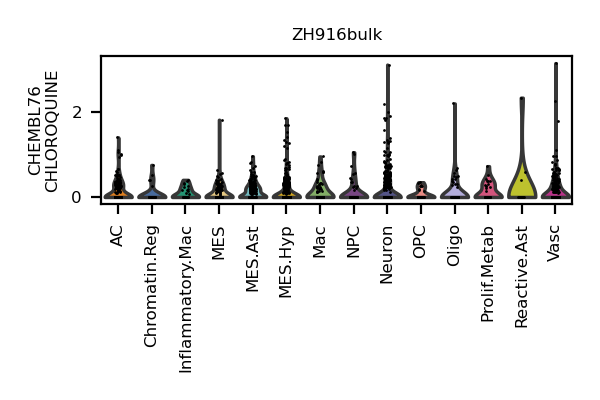 ZH916bulk
CHEMBL76
CHLOROQUINE
2
0
AC
Chromatin.Reg
Inflammatory.Mac
MES
MES.Ast
MES.Hyp
Mac
NPC
Neuron
OPC
Oligo
Prolif.Metab
Reactive.Ast
Vasc